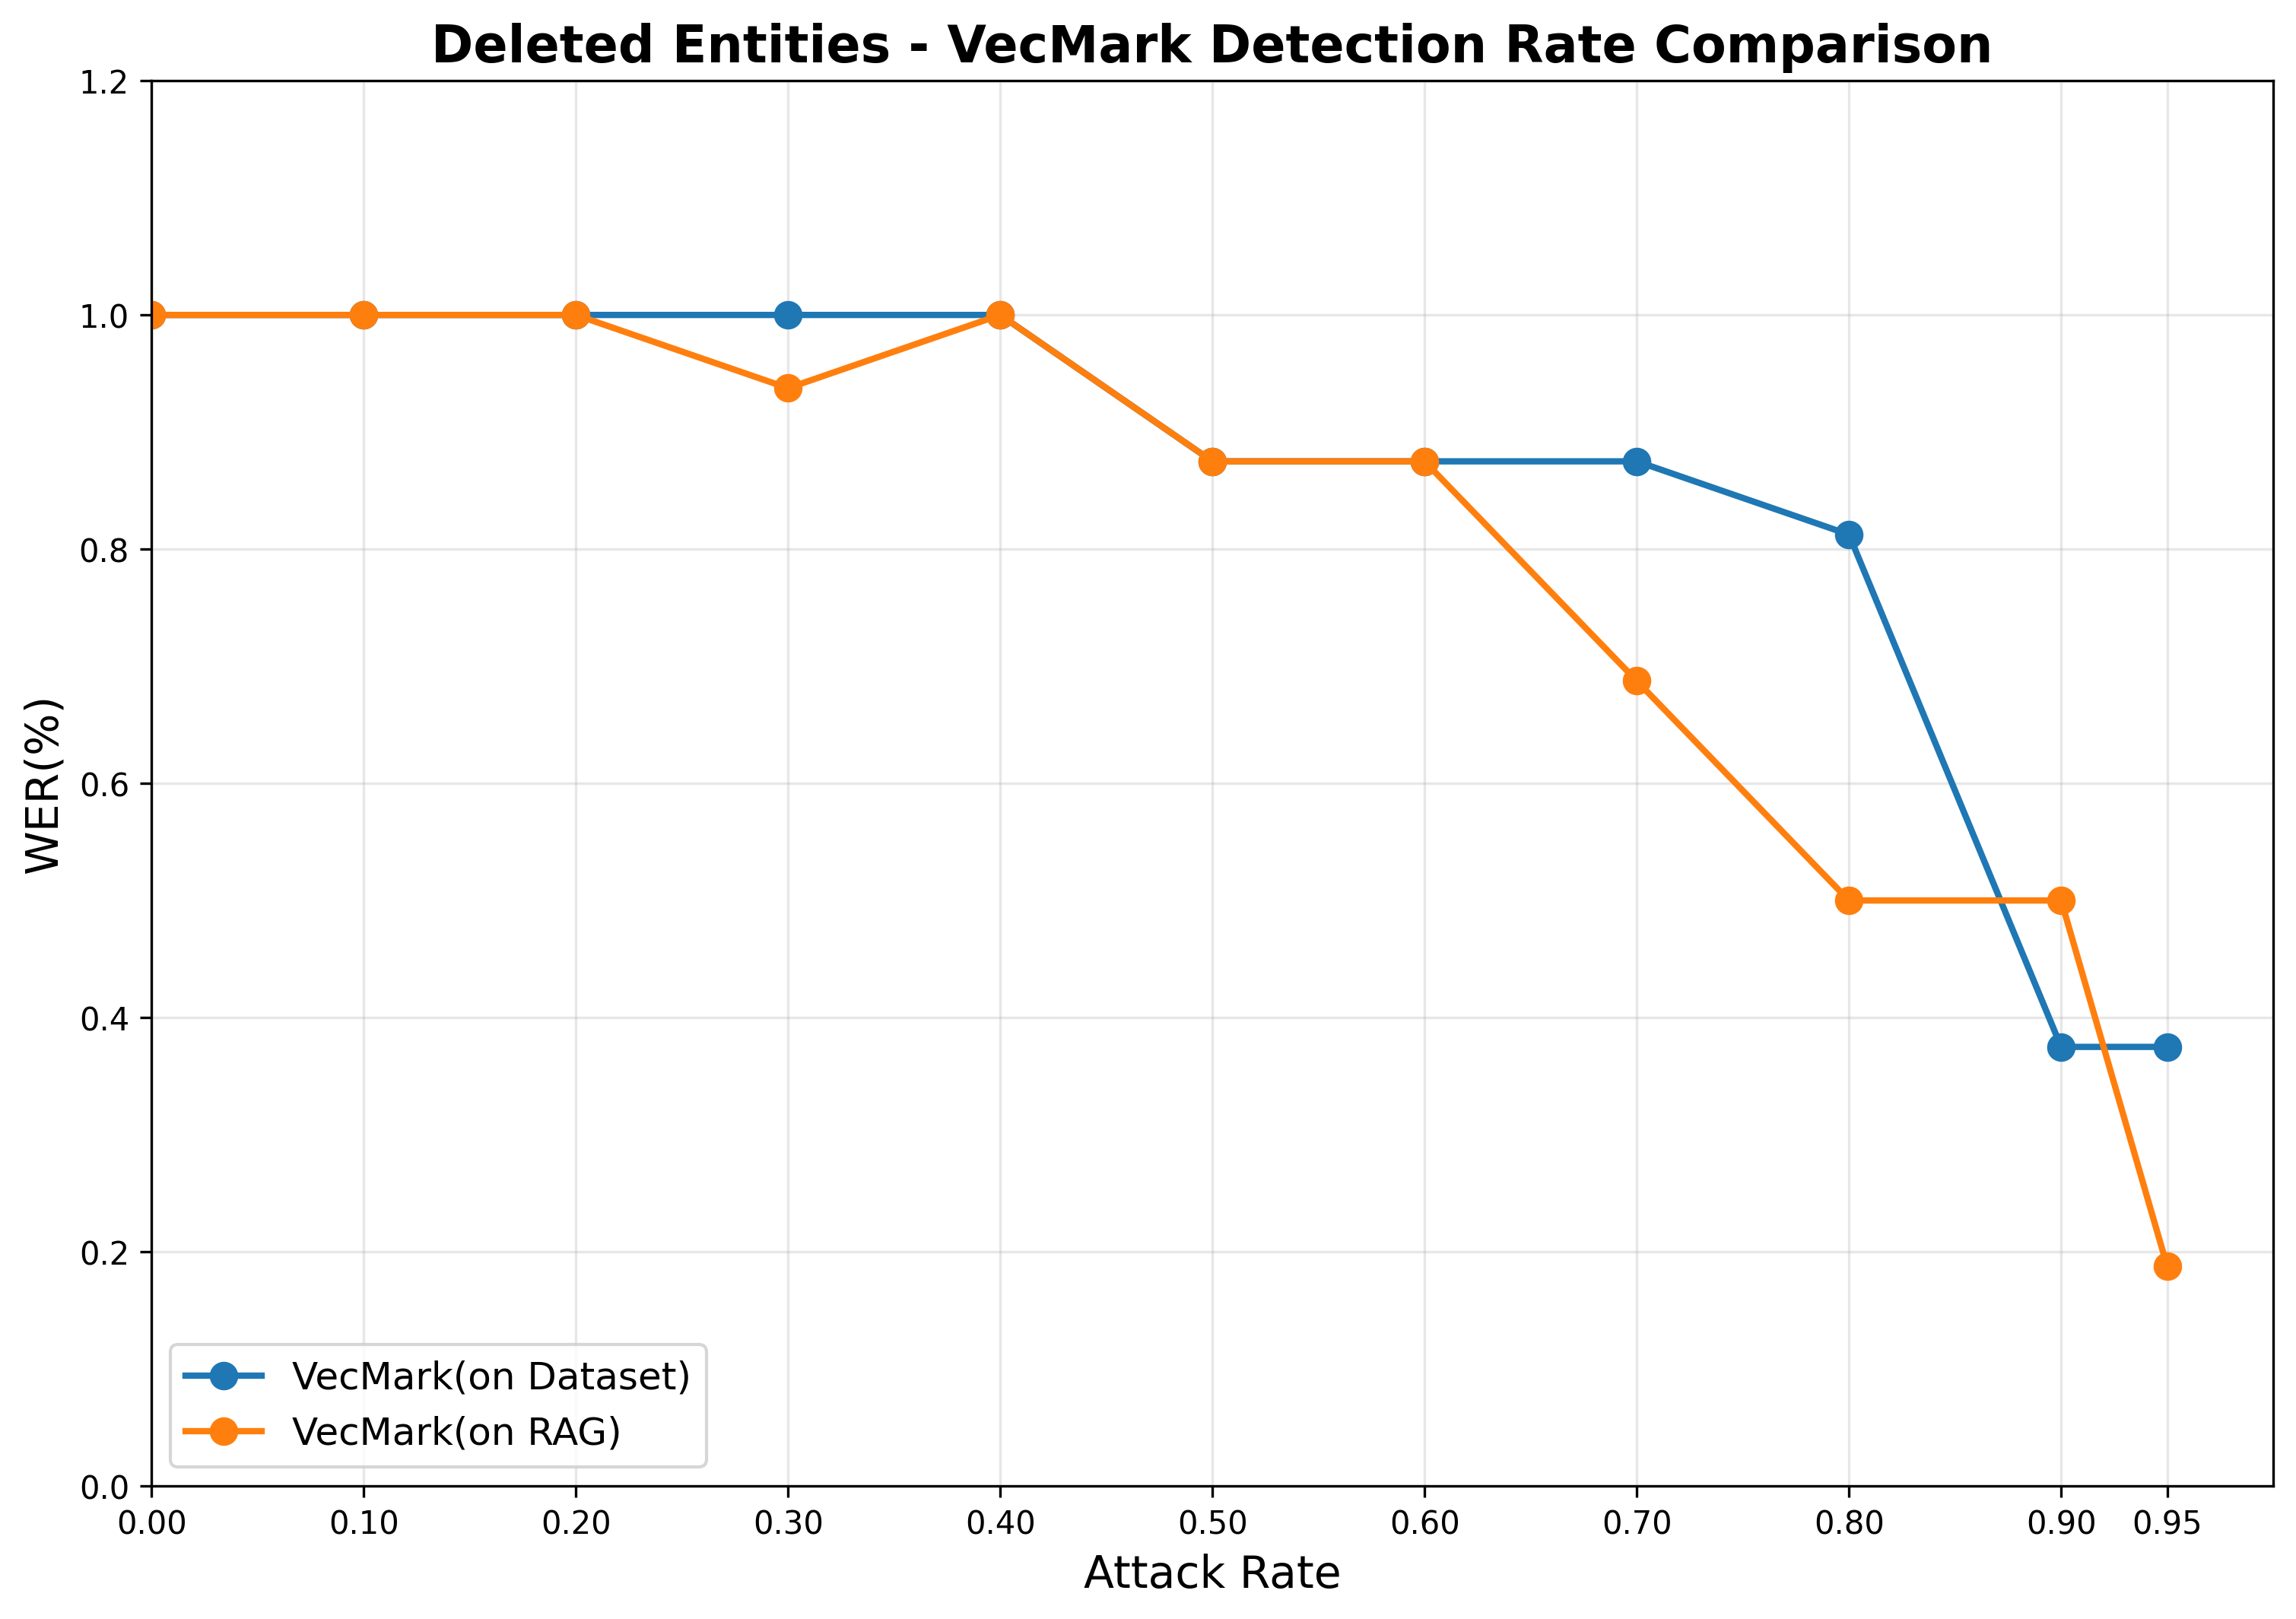 Deleted Entities - VecMark Detection Rate Comparison
1.2
1.0
0.8
0.6
0.4
0.2
0.0
WER(%)
VecMark(on Dataset)
VecMark(on RAG)
0.00 0.10 0.20 0.30 0.40 0.50 0.60 0.70 0.80 0.90 0.95
Attack Rate